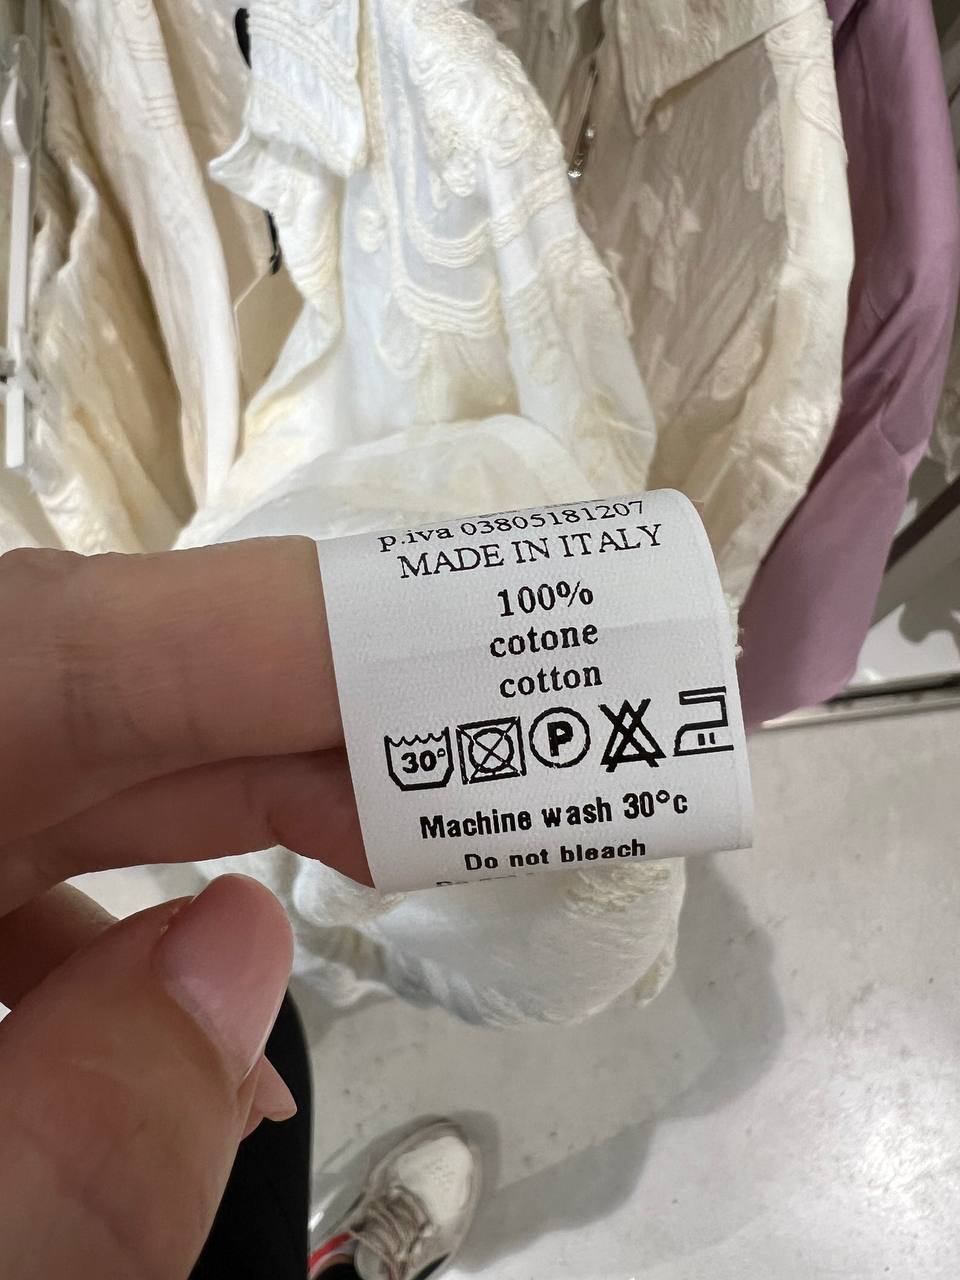 p.iva 03805181207
MADE IN ITALY
100%
cotone
cotton
30° P
Machine wash 30°c
Do not bleach